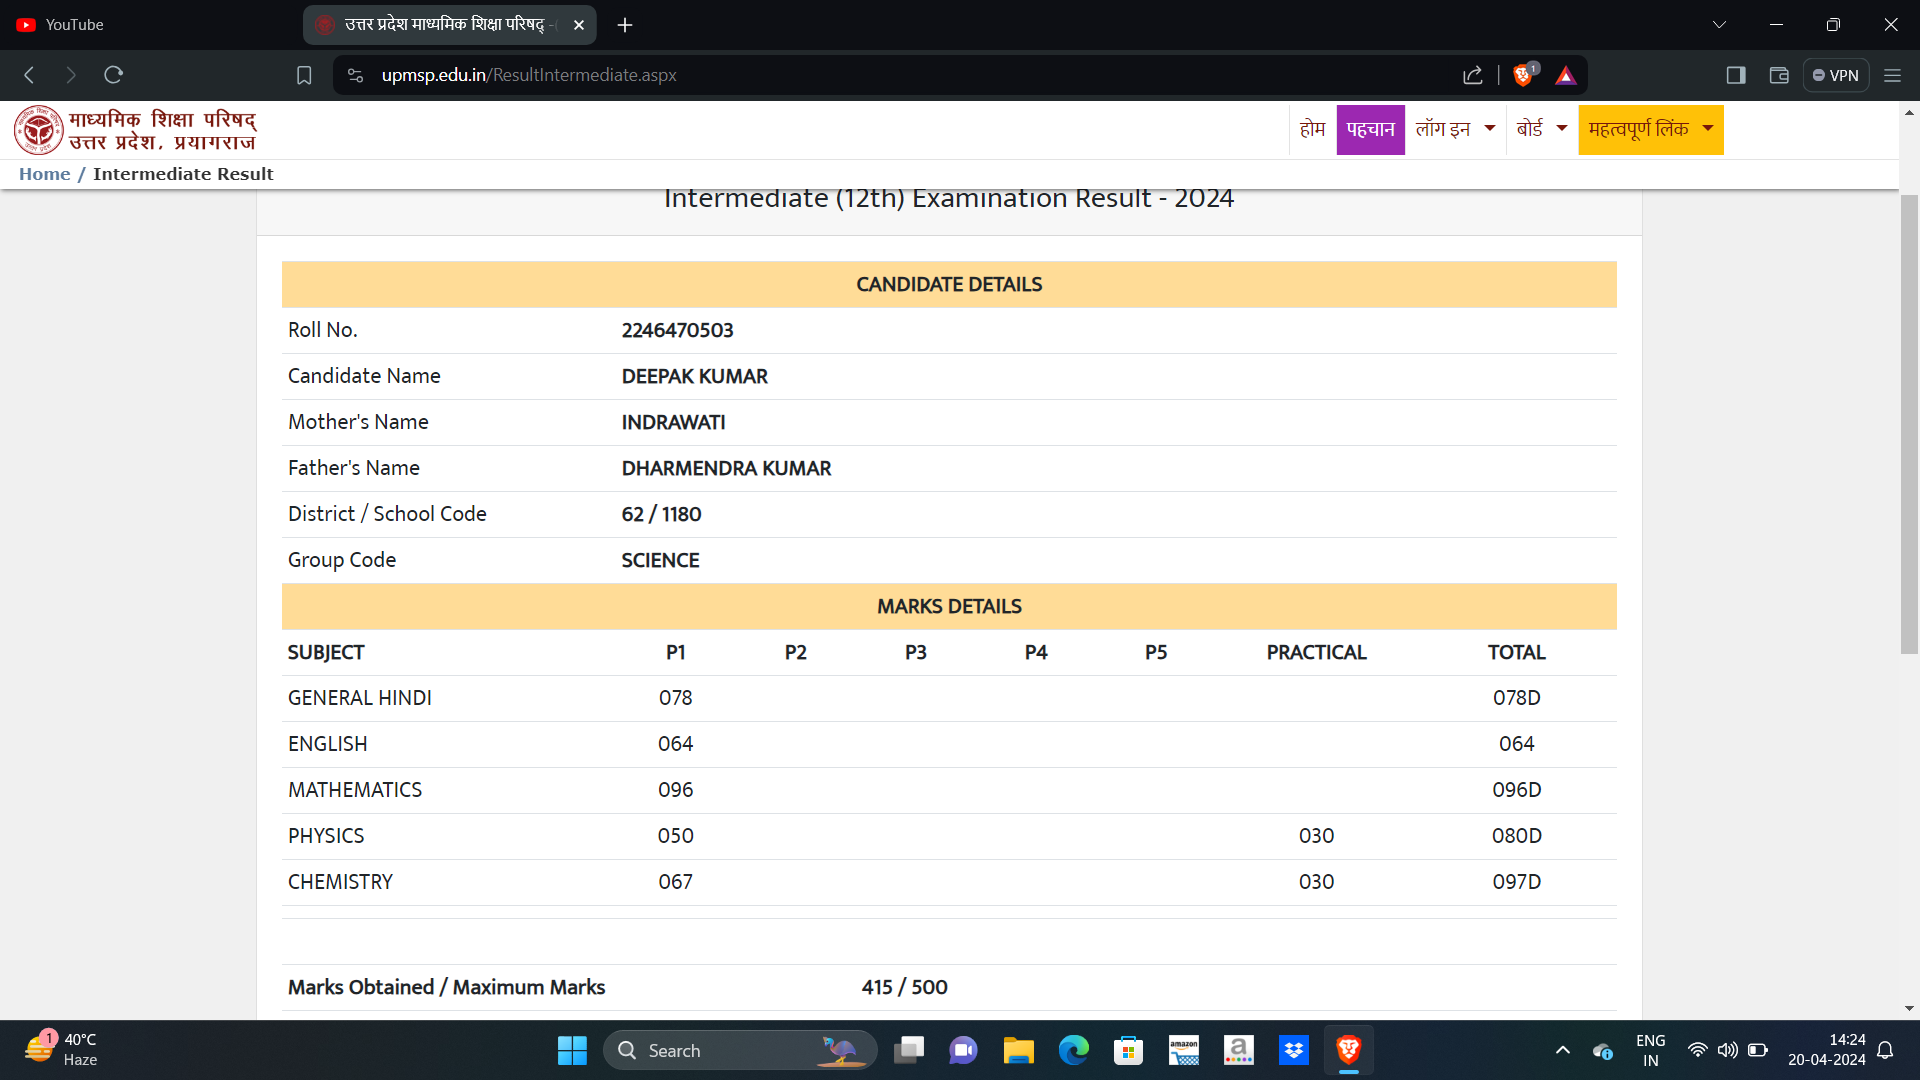 YouTube
उत्तर प्रदेश माध्यमिक शिक्षा परिषद् -
upmsp.edu.in/ResultIntermediate.aspx
1
VPN
माध्यमिक शिक्षा परिषद्
उत्तर प्रदेश, प्रयागराज
होम पहचान लॉग इन बोर्ड महत्वपूर्ण लिंक
Home / Intermediate Result
Intermediate (12th) Examination Result - 2024
CANDIDATE DETAILS
Roll No. 2246470503
Candidate Name DEEPAK KUMAR
Mother's Name INDRAWATI
Father's Name DHARMENDRA KUMAR
District / School Code 62 / 1180
Group Code SCIENCE
MARKS DETAILS
SUBJECT P1 P2 P3 P4 P5 PRACTICAL TOTAL
GENERAL HINDI 078 078D
ENGLISH 064 064
MATHEMATICS 096 096D
PHYSICS 050 030 080D
CHEMISTRY 067 030 097D
Marks Obtained / Maximum Marks 415 / 500
1
40°C
Haze
Search
amazon
a
ENG
IN
14:24
20-04-2024